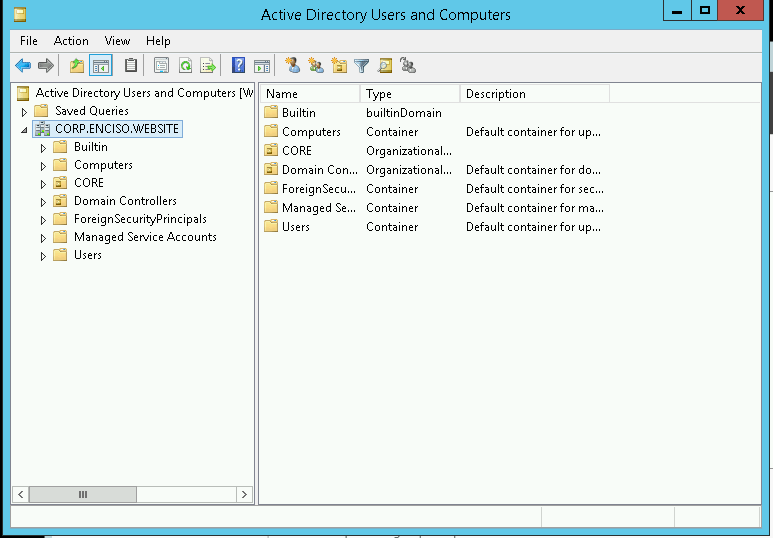 Active Directory Users and Computers
File Action View Help
Active Directory Users and Computers [W
Saved Queries
CORP.ENCISO.WEBSITE
Builtin
Computers
CORE
Domain Controllers
ForeignSecurityPrincipals
Managed Service Accounts
Users
Name Type Description
Builtin builtinDomain
Computers Container Default container for up...
CORE Organizational...
Domain Con... Organizational... Default container for do...
ForeignSecu... Container Default container for sec...
Managed Se... Container Default container for ma...
Users Container Default container for up...